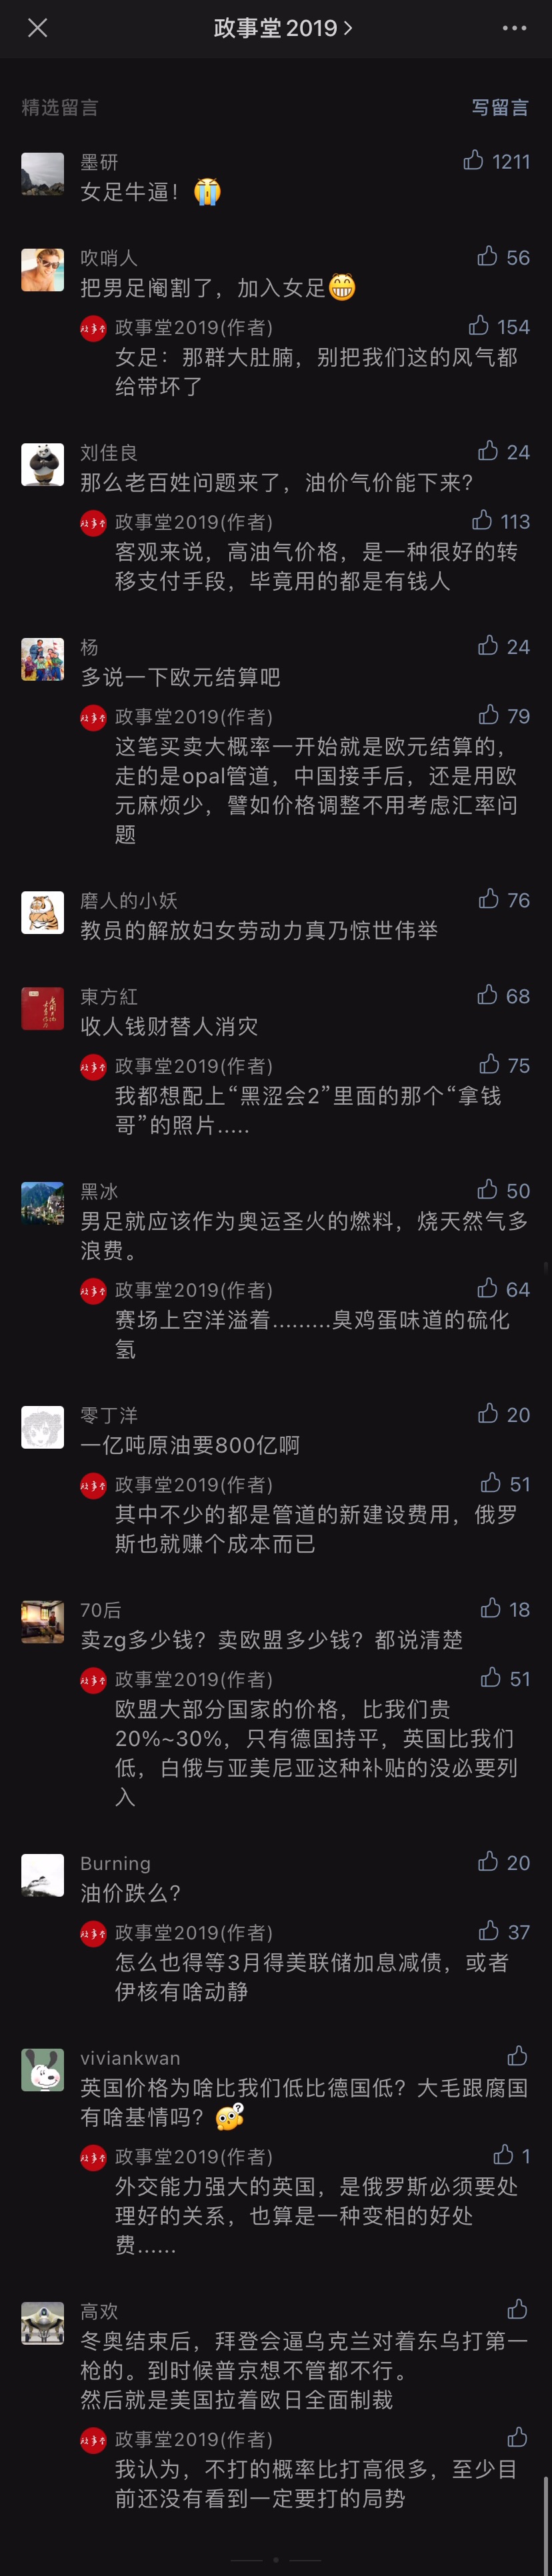 政事堂2019
精选留言
写留言
墨研
1211
女足牛逼！😭
吹哨人
56
把男足阉割了，加入女足😁
政事堂2019(作者)
154
女足：那群大肚腩，别把我们这的风气都
给带坏了
刘佳良
24
那么老百姓问题来了，油价气价能下来?
政事堂2019(作者)
113
客观来说，高油气价格，是一种很好的转
移支付手段，毕竟用的都是有钱人
杨
24
多说一下欧元结算吧
政事堂2019(作者)
79
这笔买卖大概率一开始就是欧元结算的，
走的是opal管道，中国接手后，还是用欧
元麻烦少，譬如价格调整不用考虑汇率问
题
磨人的小妖
76
教员的解放妇女劳动力真乃惊世伟举
東方紅
68
收人钱财替人消灾
政事堂2019(作者)
75
我都想配上“黑涩会2”里面的那个“拿钱
哥”的照片.....
黑冰
50
男足就应该作为奥运圣火的燃料，烧天然气多
浪费。
政事堂2019(作者)
64
赛场上空洋溢着.........臭鸡蛋味道的硫化
氢
零丁洋
20
一亿吨原油要800亿啊
政事堂2019(作者)
51
其中不少的都是管道的新建设费用，俄罗
斯也就赚个成本而已
70后
18
卖zg多少钱？卖欧盟多少钱？都说清楚
政事堂2019(作者)
51
欧盟大部分国家的价格，比我们贵
20%~30%，只有德国持平，英国比我们
低，白俄与亚美尼亚这种补贴的没必要列
入
Burning
20
油价跌么?
政事堂2019(作者)
37
怎么也得等3月得美联储加息减债，或者
伊核有啥动静
viviankwan
英国价格为啥比我们低比德国低？大毛跟腐国
有啥基情吗？
政事堂2019(作者)
1
外交能力强大的英国，是俄罗斯必须要处
理好的关系，也算是一种变相的好处
费......
高欢
冬奥结束后，拜登会逼乌克兰对着东乌打第一
枪的。到时候普京想不管都不行。
然后就是美国拉着欧日全面制裁
政事堂2019(作者)
我认为，不打的概率比打高很多，至少目
前还没有看到一定要打的局势